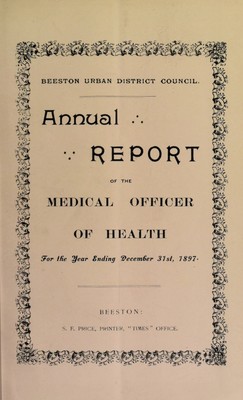 BEESTON URBAN DISTRICT COUNCIL.
Annual
REPORT
OF THE
MEDICAL OFFICER
OF HEALTH
For the Year Ending December 31st, 1897.
BEESTON:
S. F. PRICE, PRINTER, "TIMES" OFFICE.